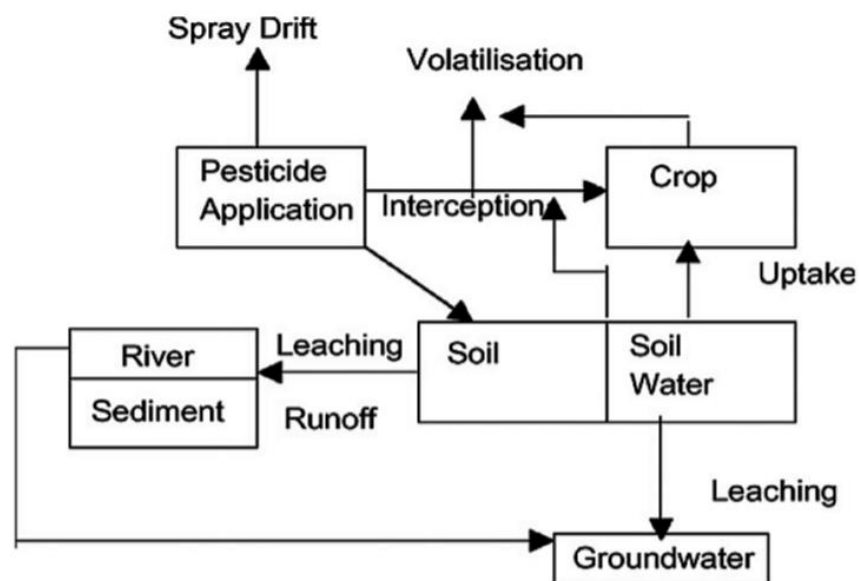 Spray Drift
Volatilisation
Pesticide
Application
Interception
Crop
Uptake
River
Sediment
Leaching
Runoff
Soil
Soil
Water
Leaching
Groundwater